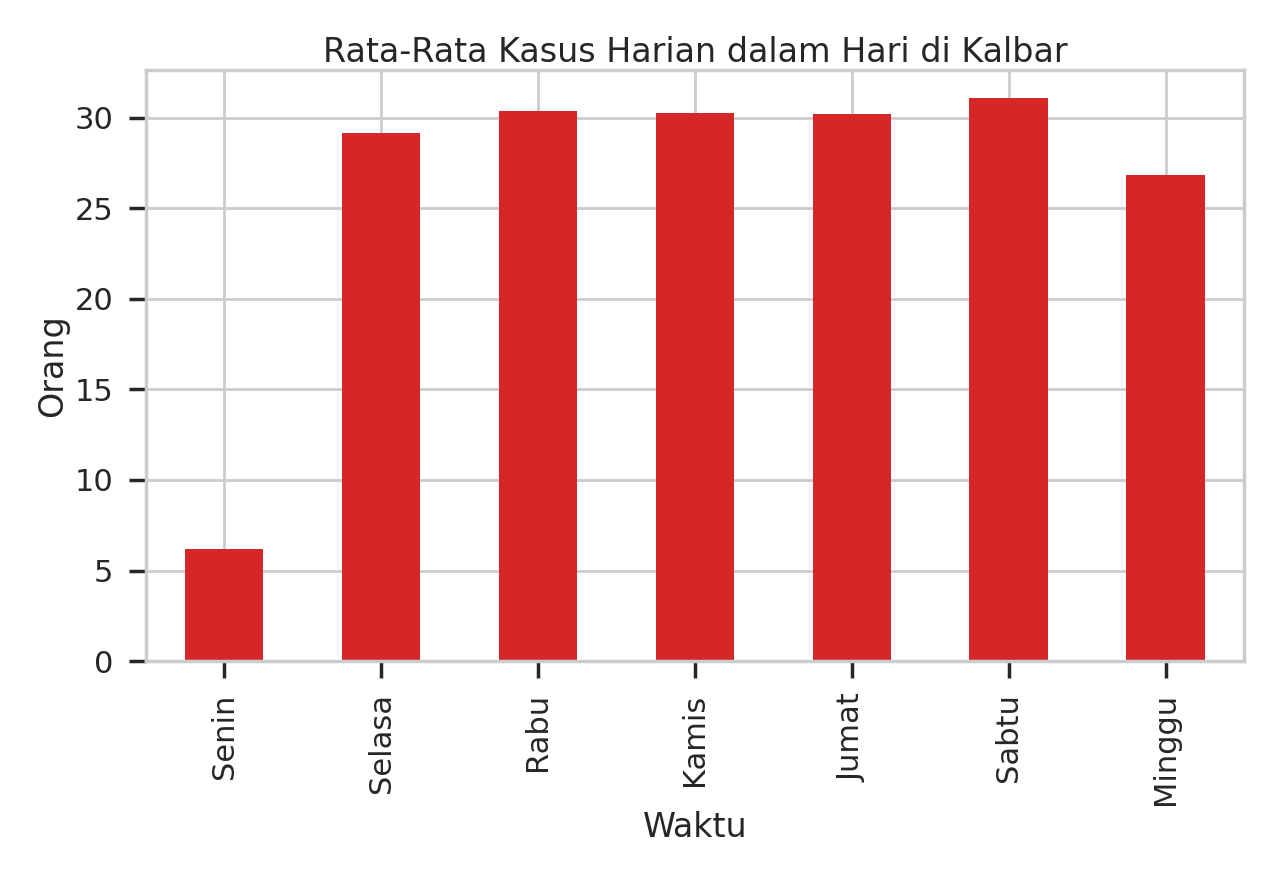 Rata-Rata Kasus Harian dalam Hari di Kalbar
Orang
30
25
20
15
10
5
0
Senin
Selasa
Rabu
Kamis
Jumat
Sabtu
Minggu
Waktu